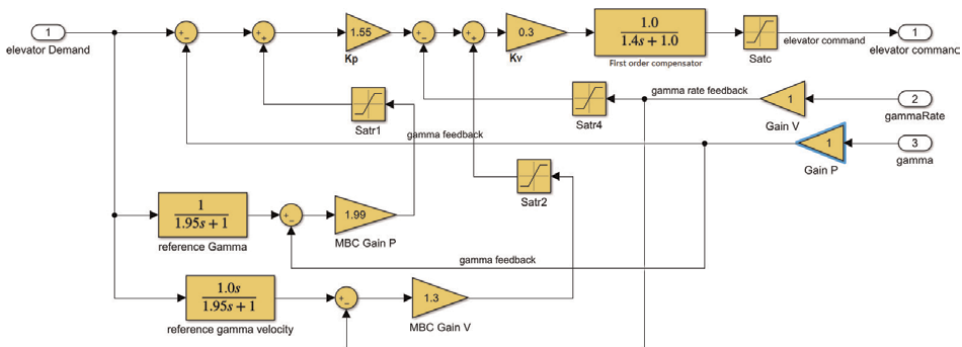 1
elevator Demand
+
-
+
+
1.55
Kp
+
-
+
+
0.3
Kv
1.0
1.4s + 1.0
First order compensator
Satc
elevator command
1
elevator command
Satr1
gamma feedback
Satr4
gamma rate feedback
1
Gain V
2
gammaRate
1
Gain P
3
gamma
Satr2
1
1.95s + 1
reference Gamma
+
-
1.99
MBC Gain P
gamma feedback
1.0s
1.95s + 1
reference gamma velocity
+
-
1.3
MBC Gain V